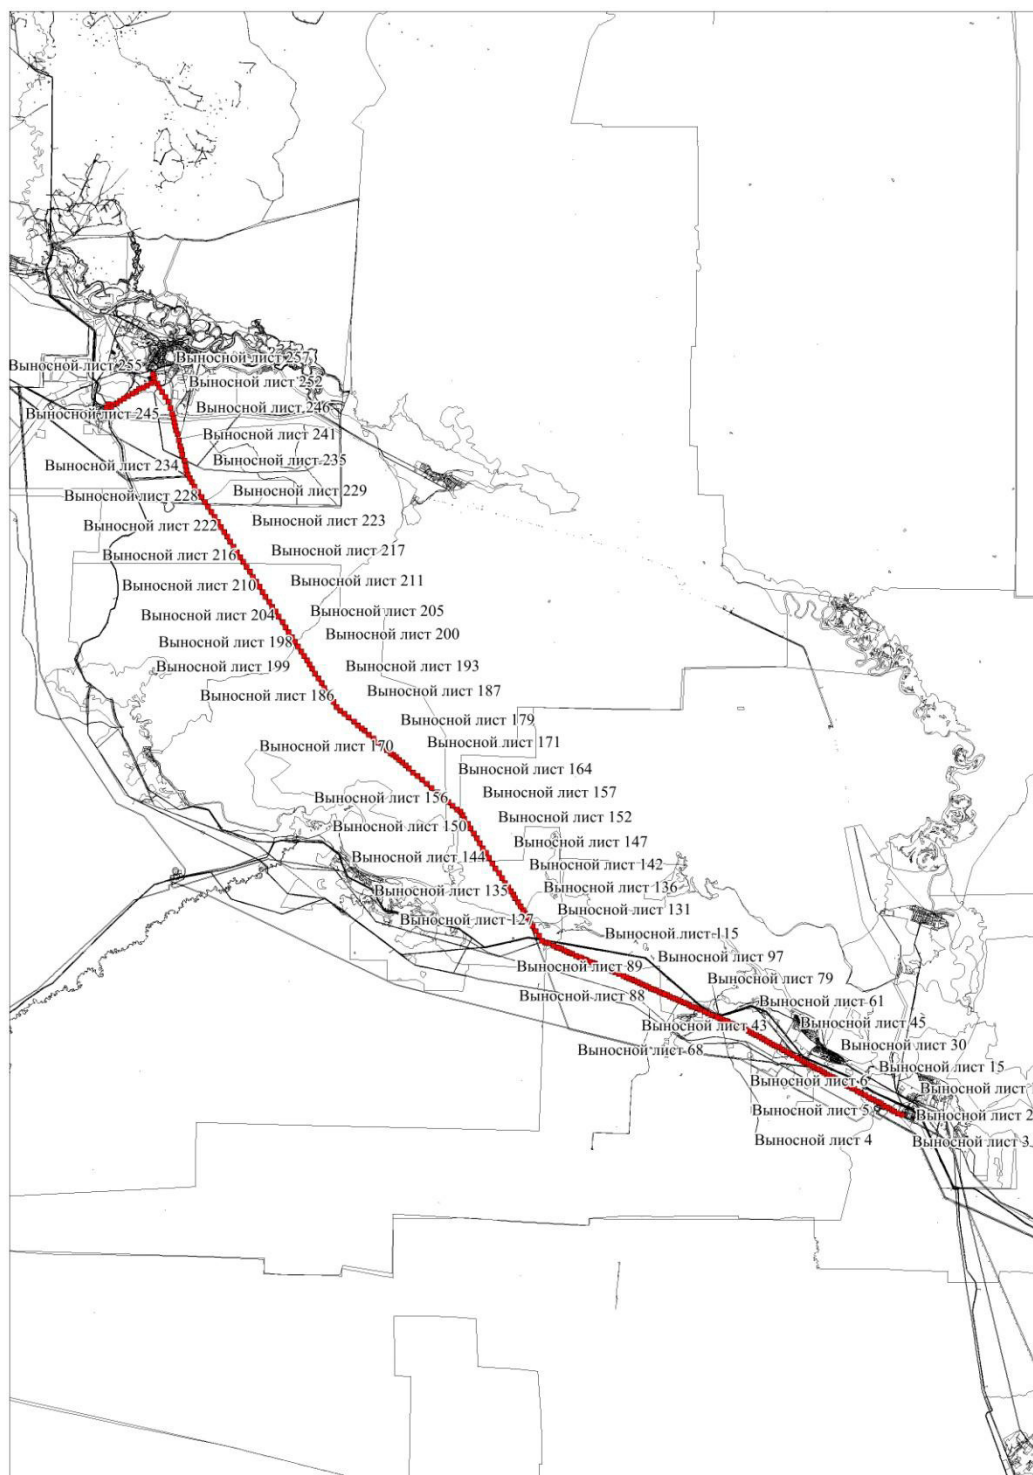 Выносной лист 257
Выносной лист 255
Выносной лист 252
Выносной лист 246
Выносной лист 245
Выносной лист 241
Выносной лист 235
Выносной лист 234
Выносной лист 229
Выносной лист 228
Выносной лист 223
Выносной лист 222
Выносной лист 217
Выносной лист 216
Выносной лист 211
Выносной лист 210
Выносной лист 205
Выносной лист 204
Выносной лист 200
Выносной лист 198
Выносной лист 193
Выносной лист 199
Выносной лист 187
Выносной лист 186
Выносной лист 179
Выносной лист 171
Выносной лист 170
Выносной лист 164
Выносной лист 157
Выносной лист 156
Выносной лист 152
Выносной лист 150
Выносной лист 147
Выносной лист 144
Выносной лист 142
Выносной лист 136
Выносной лист 135
Выносной лист 131
Выносной лист 127
Выносной лист 115
Выносной лист 97
Выносной лист 89
Выносной лист 79
Выносной лист 88
Выносной лист 61
Выносной лист 45
Выносной лист 43
Выносной лист 30
Выносной лист 68
Выносной лист 15
Выносной лист 6
Выносной лист
Выносной лист 5
Выносной лист 2
Выносной лист 4
Выносной лист 3